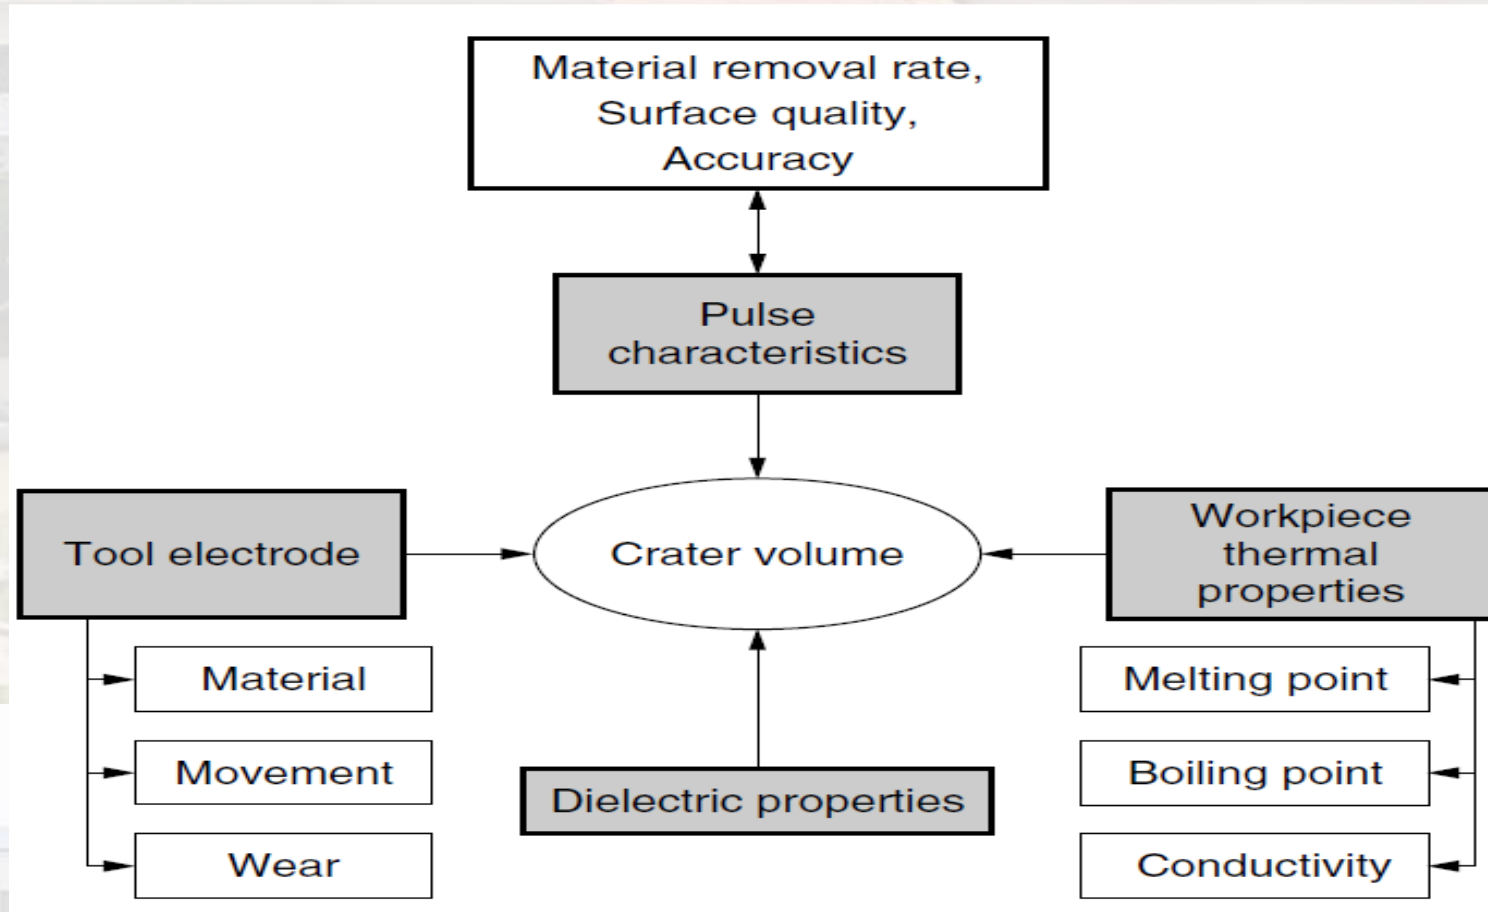 Material removal rate,
Surface quality,
Accuracy
Pulse
characteristics
Tool electrode
Crater volume
Workpiece
thermal
properties
Material
Movement
Wear
Dielectric properties
Melting point
Boiling point
Conductivity